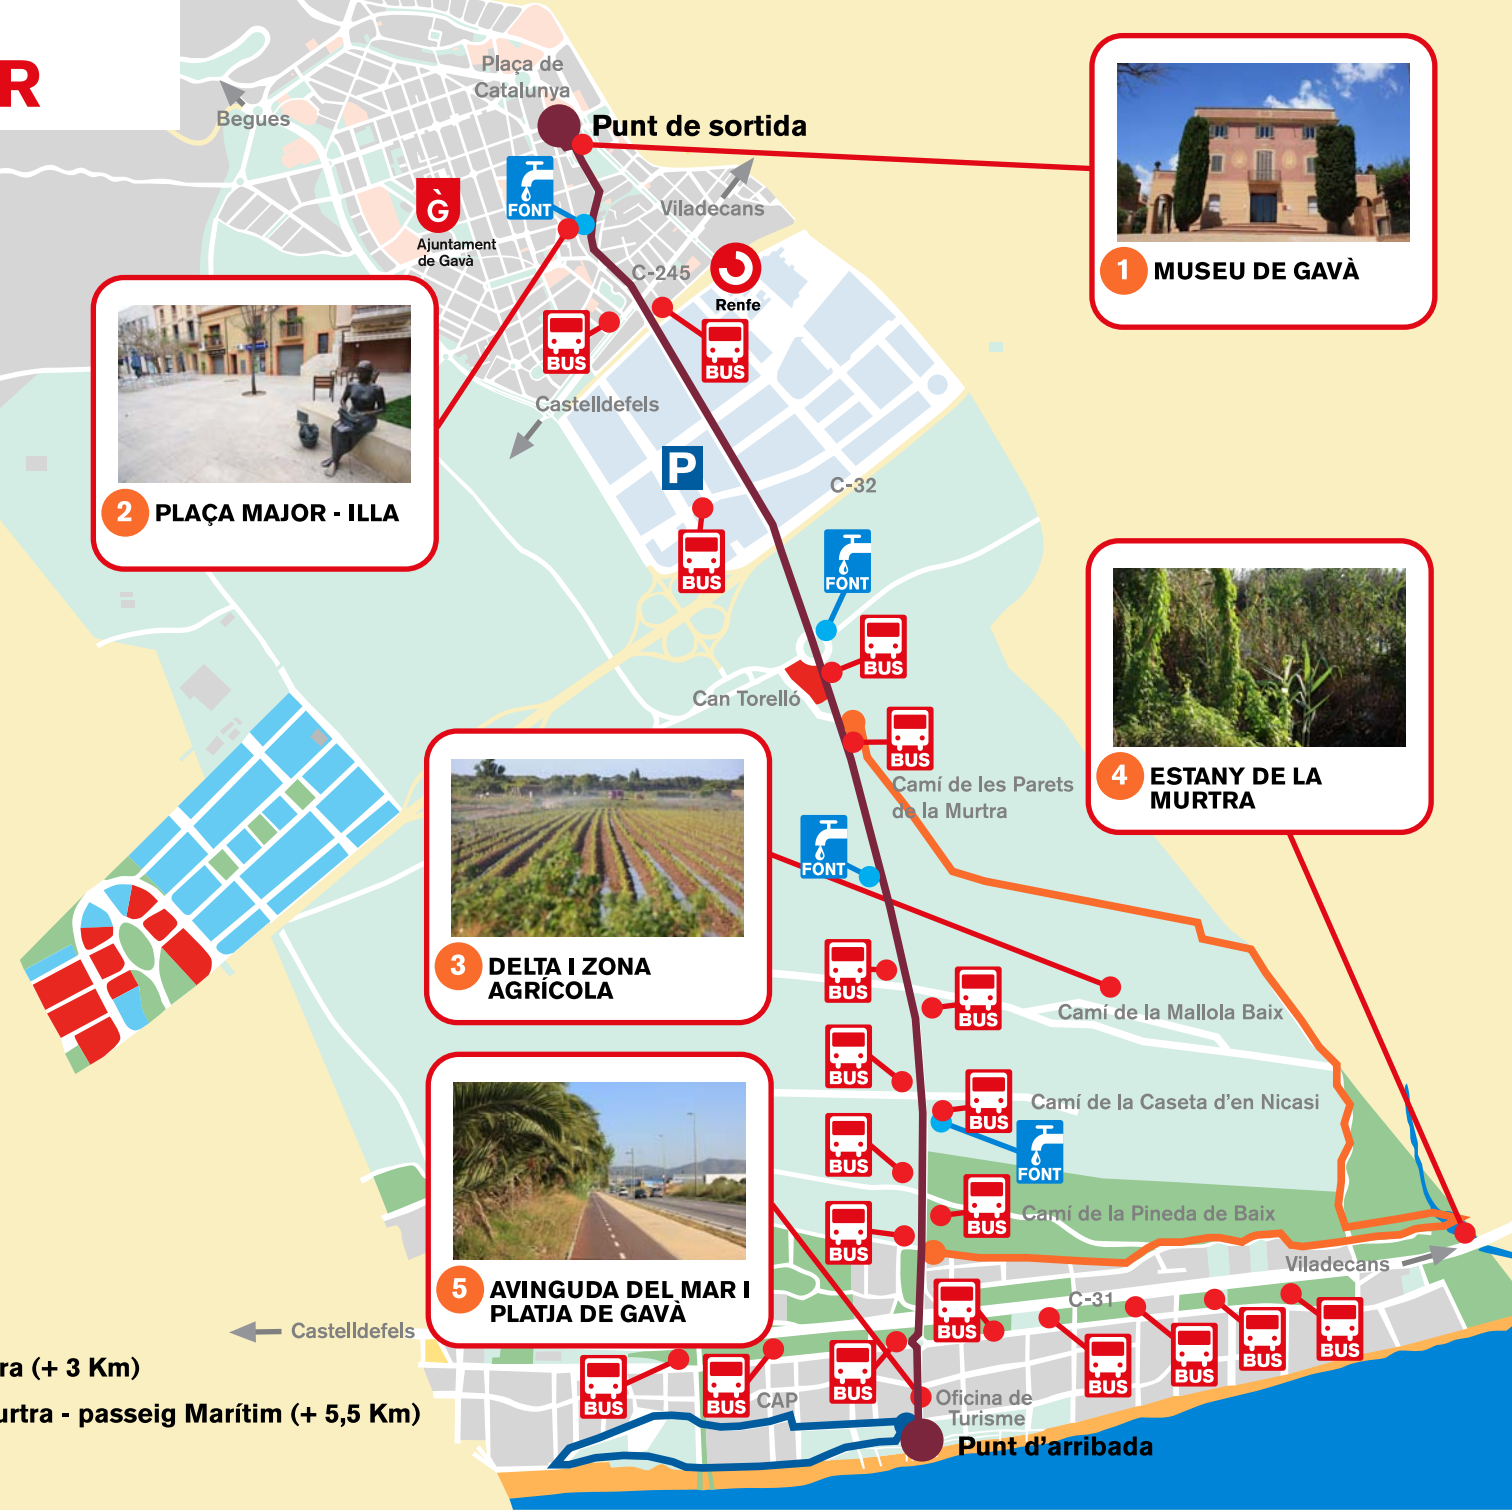 R
Plaça de
Catalunya
Begues
Punt de sortida
FONT
G̀
Ajuntament
de Gavà
Viladecans
C-245
Renfe
1 MUSEU DE GAVÀ
BUS
BUS
Castelldefels
2 PLAÇA MAJOR - ILLA
P
C-32
BUS
FONT
BUS
Can Torelló
BUS
Camí de les Parets
de la Murtra
4 ESTANY DE LA
MURTRA
FONT
3 DELTA I ZONA
AGRÍCOLA
BUS
BUS
Camí de la Mallola Baix
BUS
BUS
Camí de la Caseta d'en Nicasi
BUS
FONT
BUS
Camí de la Pineda de Baix
BUS
Viladecans
5 AVINGUDA DEL MAR I
PLATJA DE GAVÀ
C-31
BUS
BUS
BUS
BUS
BUS
Castelldefels
BUS
BUS
BUS
ra (+ 3 Km)
CAP
Oficina de
Turisme
urtra - passeig Marítim (+ 5,5 Km)
Punt d'arribada